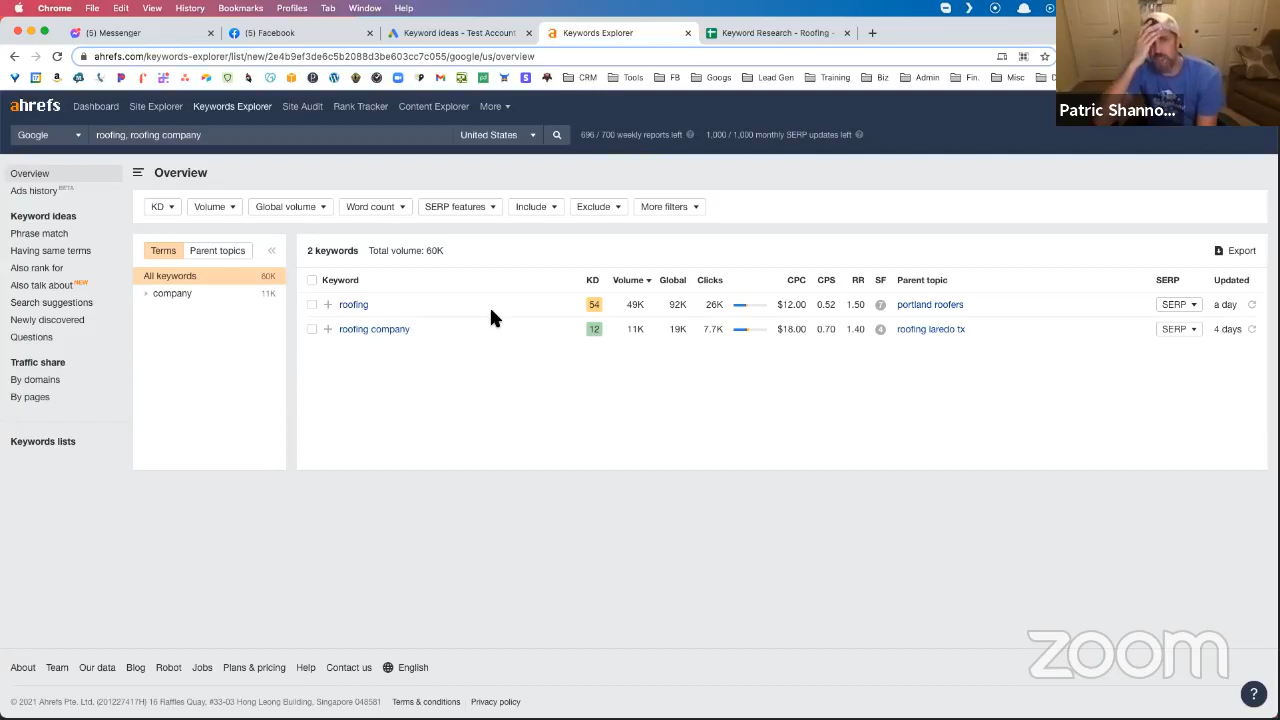 Chrome File Edit View History Bookmarks Profiles Tab Window Help
(5) Messenger
(5) Facebook
Keyword ideas - Test Account
Keywords Explorer
Keyword Research - Roofing -
ahrefs.com/keywords-explorer/list/new/2e4b9ef3de6c5b2088d3be603cc7c055/google/us/overview
CRM Tools FB Googs Lead Gen Training Biz Admin Fin. Misc
Patric Shanno...
ahrefs Dashboard Site Explorer Keywords Explorer Site Audit Rank Tracker Content Explorer More
Google roofing, roofing company United States 696 / 700 weekly reports left 1,000 / 1,000 monthly SERP updates left
Overview
Ads history BETA
Keyword ideas
Phrase match
Having same terms
Also rank for
Also talk about NEW
Search suggestions
Newly discovered
Questions
Traffic share
By domains
By pages
Keywords lists
Overview
KD Volume Global volume Word count SERP features Include Exclude More filters
Terms Parent topics
All keywords 60K
company 11K
2 keywords Total volume: 60K Export
Keyword KD Volume Global Clicks CPC CPS RR SF Parent topic SERP Updated
roofing 54 49K 92K 26K $12.00 0.52 1.50 7 portland roofers SERP a day
roofing company 12 11K 19K 7.7K $18.00 0.70 1.40 4 roofing laredo tx SERP 4 days
zoom
About Team Our data Blog Robot Jobs Plans & pricing Help Contact us English
© 2021 Ahrefs Pte. Ltd. (201227417H) 16 Raffles Quay, #33-03 Hong Leong Building, Singapore 048581 Terms & conditions Privacy policy
?